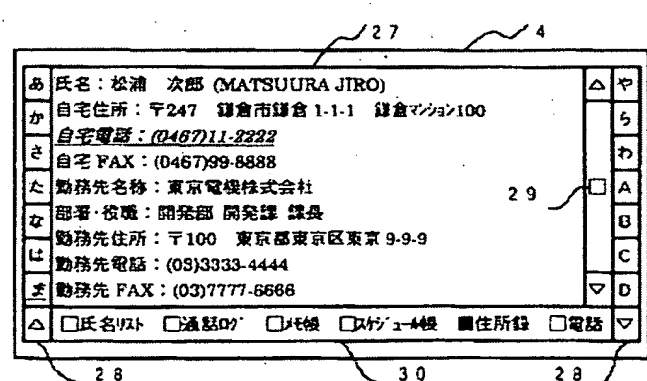 27 4
あ 氏名：松浦 次郎 (MATSUURA JIRO) △ や
か 自宅住所：〒247 鎌倉市鎌倉 1-1-1 鎌倉マンション100 ら
自宅電話：(0467)11-2222
さ 自宅 FAX：(0467)99-8888 わ
た 勤務先名称：東京電機株式会社 29 A
な 部署・役職：開発部 開発課 課長 B
は 勤務先住所：〒100 東京都東京区東京 9-9-9 C
勤務先電話：(03)3333-4444
ま 勤務先 FAX：(03)7777-6666 ▽ D
△ □氏名リスト □通話ログ □メモ帳 □スケジュール帳 ■住所録 □電話 ▽
28 30 28